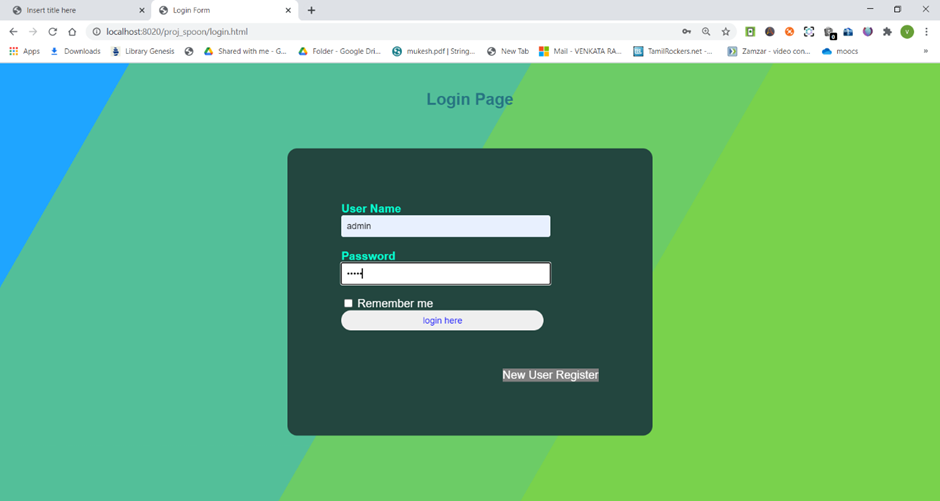 Insert title here
Login Form
localhost:8020/proj_spoon/login.html
Apps Downloads Library Genesis Shared with me - G... Folder - Google Dri... mukesh.pdf | String... New Tab Mail - VENKATA RA... TamilRockers.net -... Zamzar - video con... moocs »
Login Page
User Name
admin
Password
•••••
Remember me
login here
New User Register